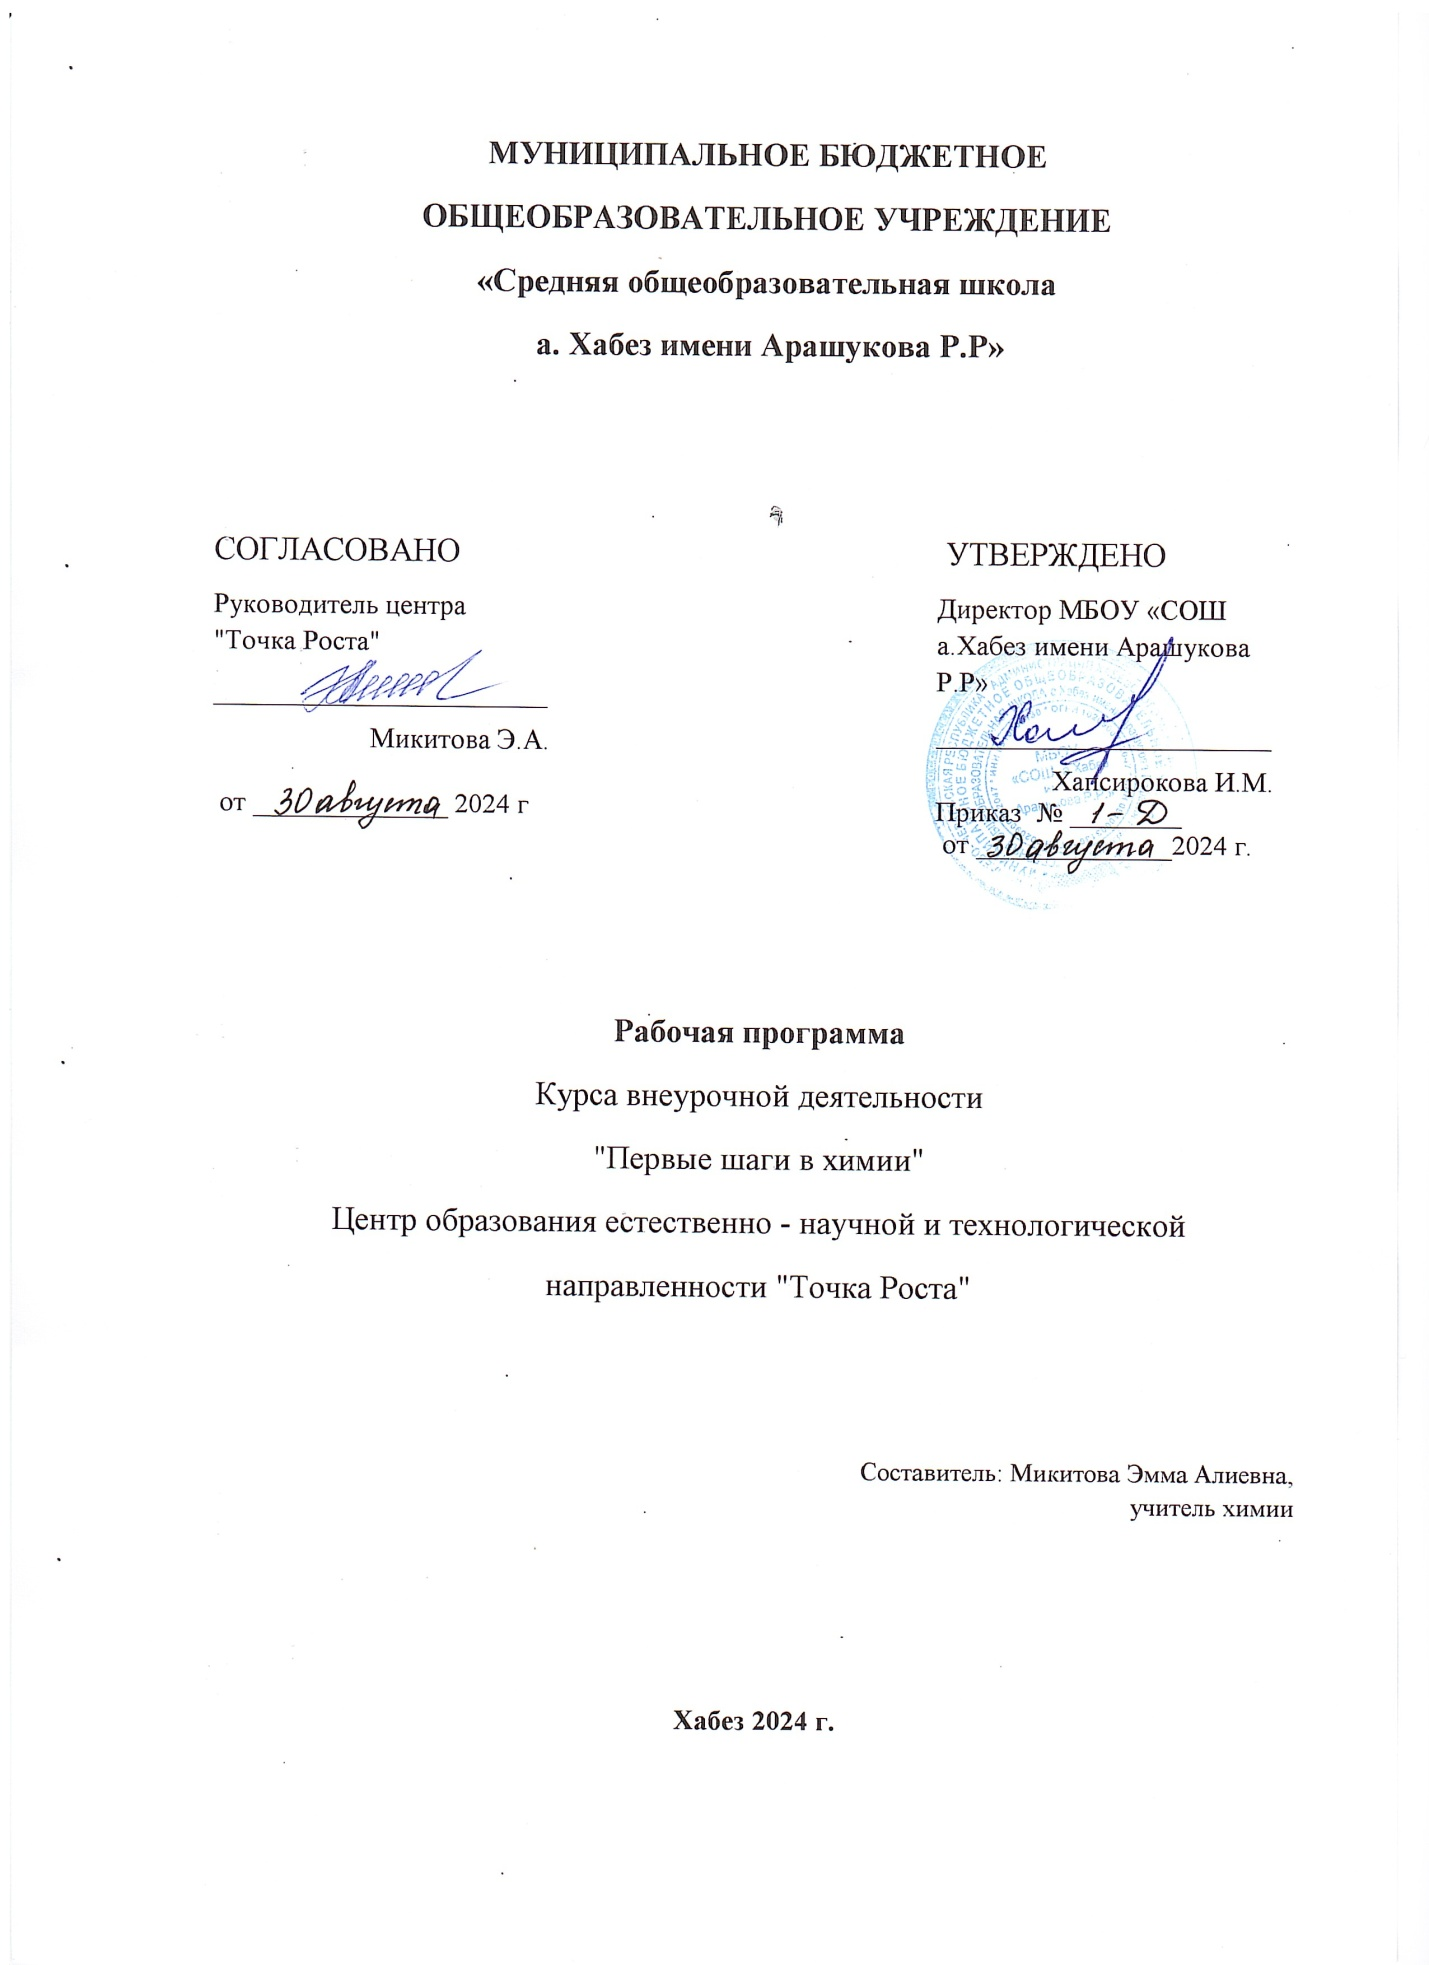 МУНИЦИПАЛЬНОЕ БЮДЖЕТНОЕ
ОБЩЕОБРАЗОВАТЕЛЬНОЕ УЧРЕЖДЕНИЕ
«Средняя общеобразовательная школа
а. Хабез имени Арашукова Р.Р»
СОГЛАСОВАНО
Руководитель центра
"Точка Роста"
Микитова Э.А.
от 30 августа 2024 г
УТВЕРЖДЕНО
Директор МБОУ «СОШ
а.Хабез имени Арашукова
Р.Р»
Хапсирокова И.М.
Приказ № 1-Д
от 30 августа 2024 г.
Рабочая программа
Курса внеурочной деятельности
"Первые шаги в химии"
Центр образования естественно - научной и технологической
направленности "Точка Роста"
Составитель: Микитова Эмма Алиевна,
учитель химии
Хабез 2024 г.